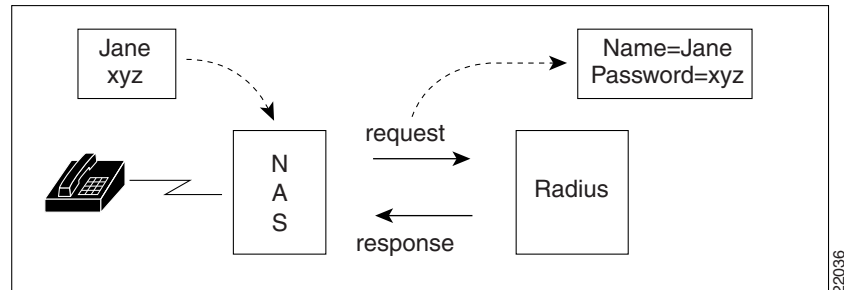 Jane
xyz
Name=Jane
Password=xyz
request
N
A
S
Radius
response
22036